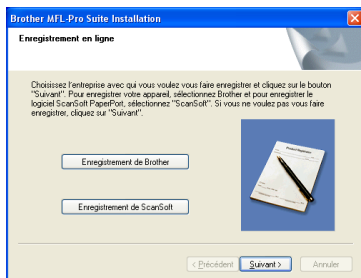 Brother MFL-Pro Suite Installation
Enregistrement en ligne
Choisissez l'entreprise avec qui vous voulez vous faire enregistrer et cliquez sur le bouton
"Suivant". Pour enregistrer votre appareil, sélectionnez Brother et pour enregistrer le
logiciel ScanSoft PaperPort, sélectionnez "ScanSoft". Si vous ne voulez pas vous faire
enregistrer, cliquez sur "Suivant".
Enregistrement de Brother
Enregistrement de ScanSoft
Product Registration
< Précédent
Suivant >
Annuler